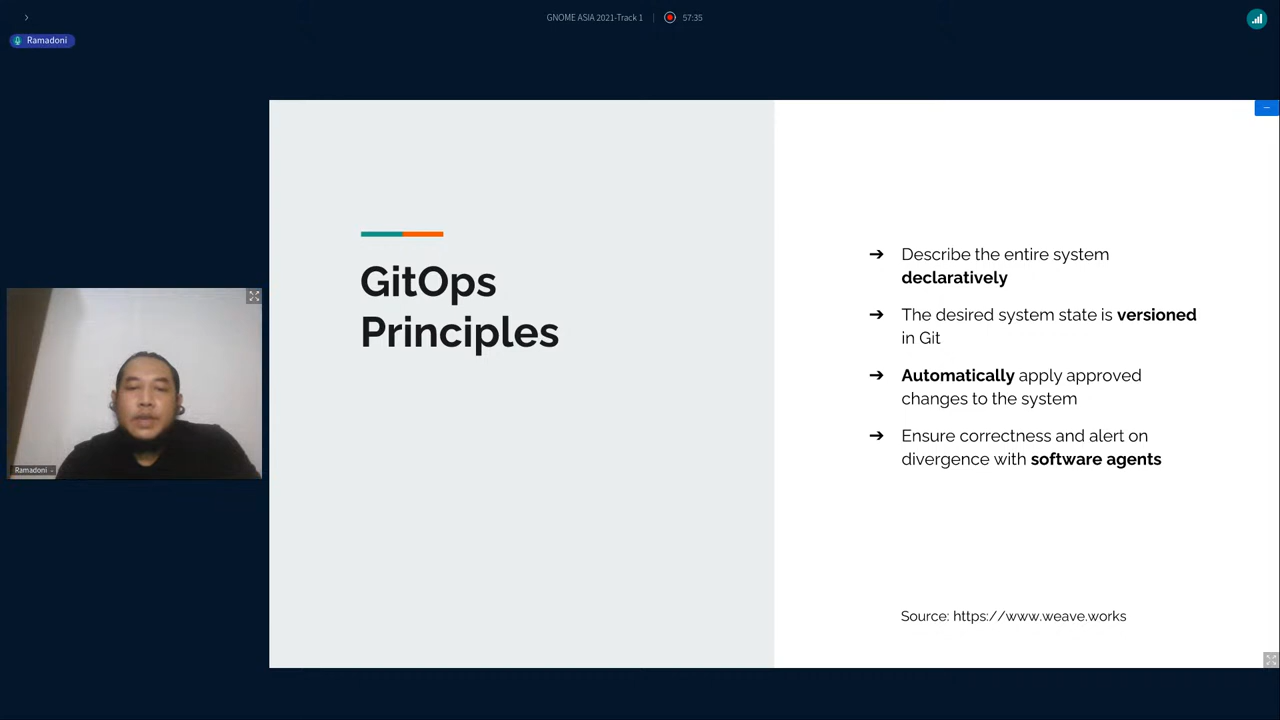 GNOME ASIA 2021-Track 1
57:35
Ramadoni
Ramadoni
GitOps
Principles
➔ Describe the entire system
declaratively
➔ The desired system state is versioned
in Git
➔ Automatically apply approved
changes to the system
➔ Ensure correctness and alert on
divergence with software agents
Source: https://www.weave.works